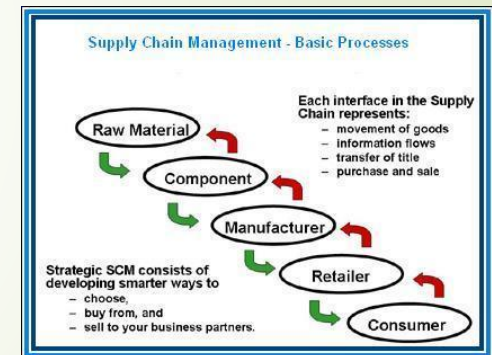 Supply Chain Management - Basic Processes
Each interface in the Supply
Chain represents:
– movement of goods
– information flows
– transfer of title
– purchase and sale
Raw Material
Component
Manufacturer
Retailer
Consumer
Strategic SCM consists of
developing smarter ways to
– choose,
– buy from, and
– sell to your business partners.